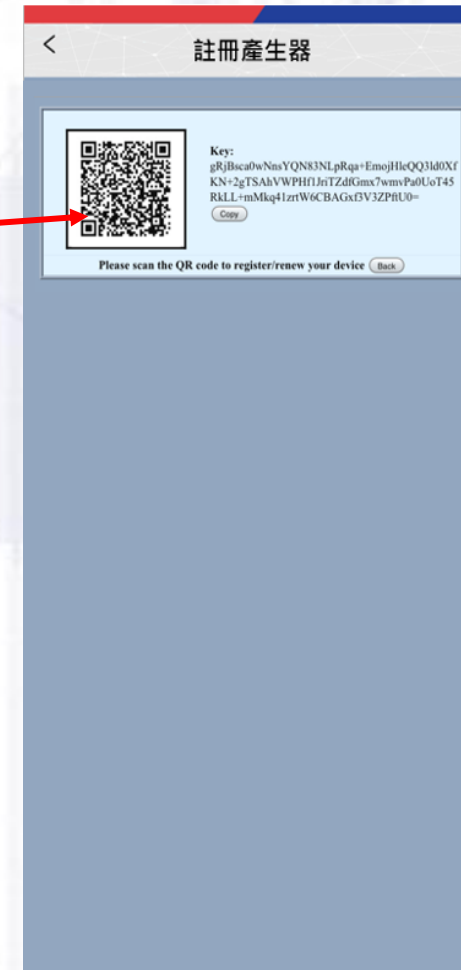 註冊產生器
Key:
gRjBsca0wNnsYQN83NLpRqa+EmojHleQQ3ld0Xf
KN+2gTSAhVWPHf1JriTZdfGmx7wmvPa0UoT45
RkLL+mMkq41zrtW6CBAGxf3V3ZPftU0=
Copy
Please scan the QR code to register/renew your device Back